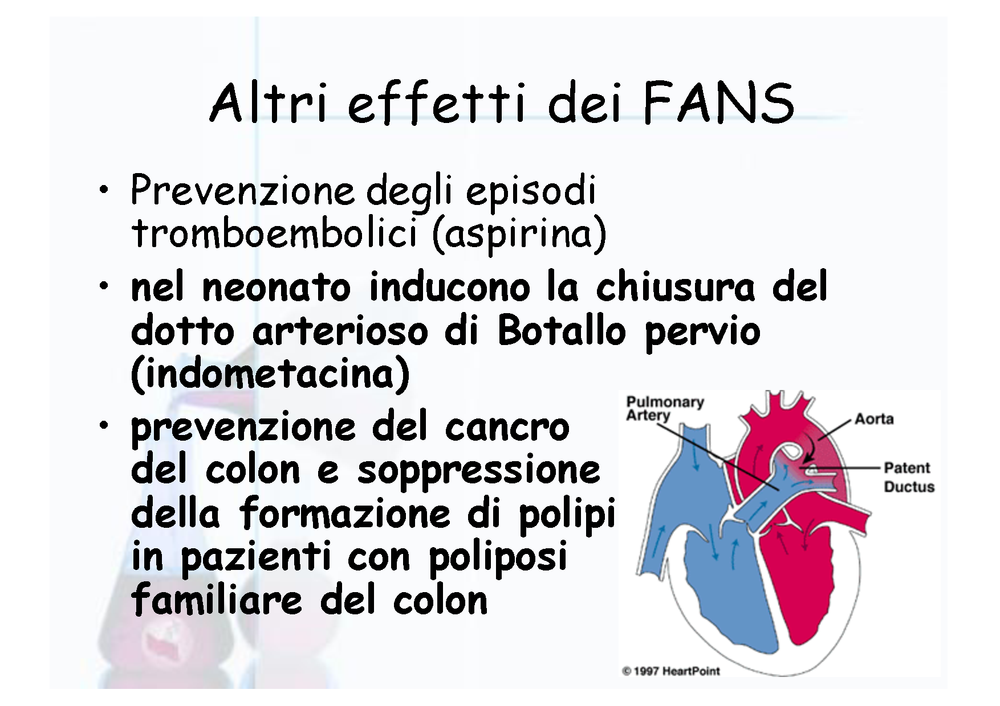 Altri effetti dei FANS
• Prevenzione degli episodi
tromboembolici (aspirina)
• nel neonato inducono la chiusura del
dotto arterioso di Botallo pervio
(indometacina)
• prevenzione del cancro
del colon e soppressione
della formazione di polipi
in pazienti con poliposi
familiare del colon
Pulmonary
Artery
Aorta
Patent
Ductus
© 1997 HeartPoint